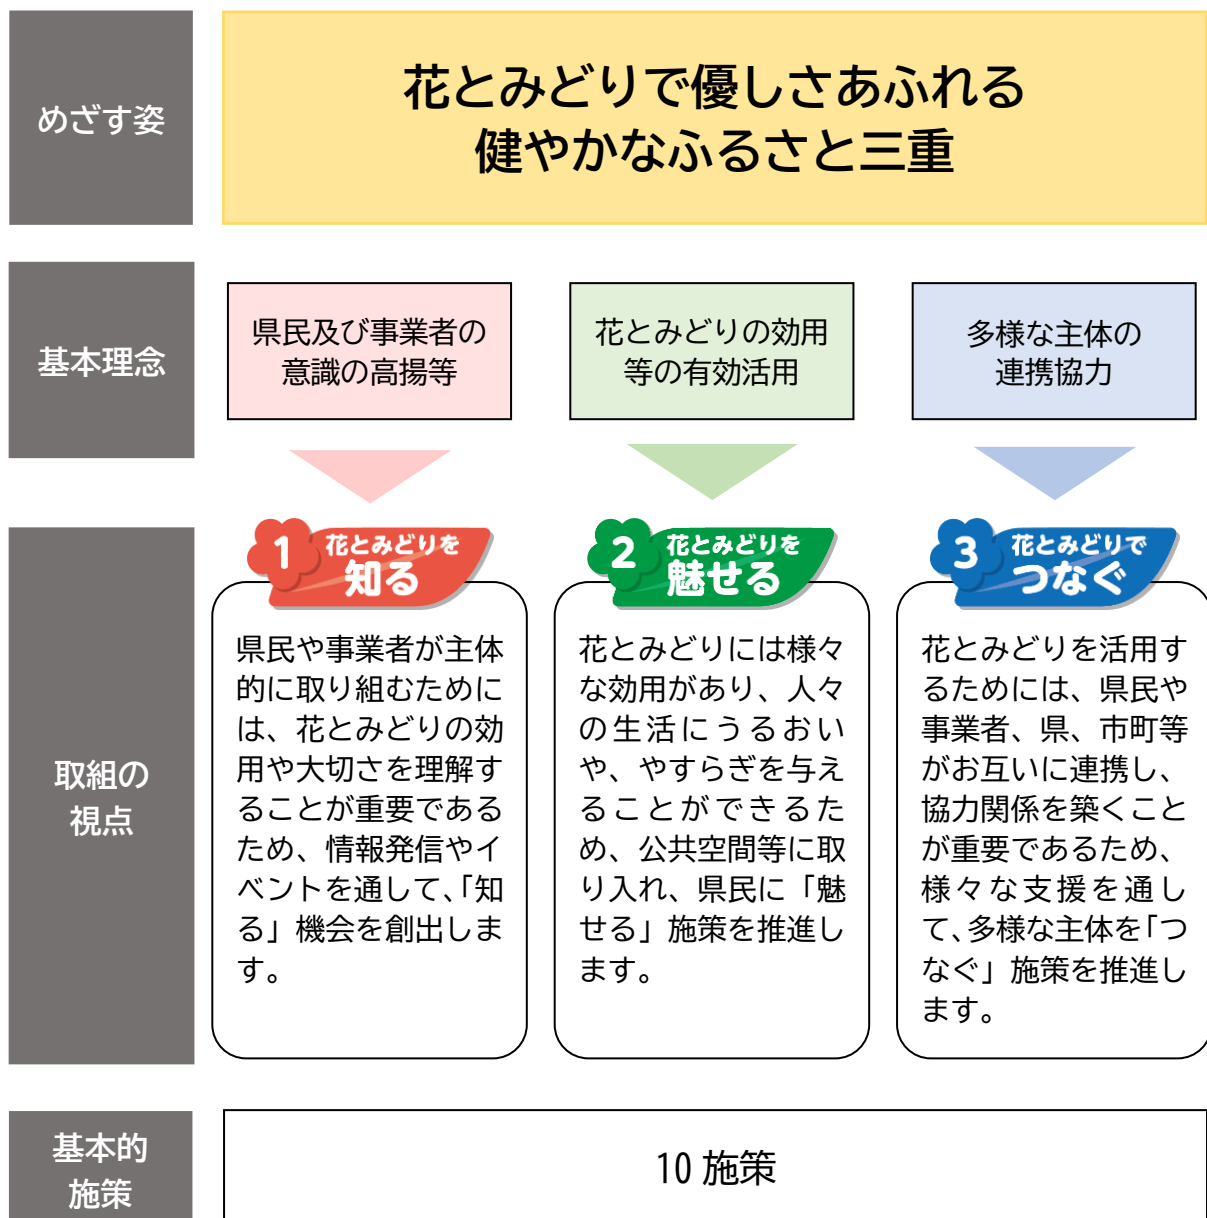 めざす姿
花とみどりで優しさあふれる
健やかなふるさと三重
基本理念
県民及び事業者の
意識の高揚等
花とみどりの効用
等の有効活用
多様な主体の
連携協力
取組の
視点
1 花とみどりを
知る
県民や事業者が主体
的に取り組むために
は、花とみどりの効
用や大切さを理解す
ることが重要である
ため、情報発信やイ
ベントを通して、「知
る」機会を創出しま
す。
2 花とみどりを
魅せる
花とみどりには様々
な効用があり、人々
の生活にうるおい
や、やすらぎを与え
ることができるた
め、公共空間等に取
り入れ、県民に「魅
せる」施策を推進し
ます。
3 花とみどりで
つなぐ
花とみどりを活用す
るためには、県民や
事業者、県、市町等
がお互いに連携し、
協力関係を築くこと
が重要であるため、
様々な支援を通し
て、多様な主体を「つ
なぐ」施策を推進し
ます。
基本的
施策
10 施策